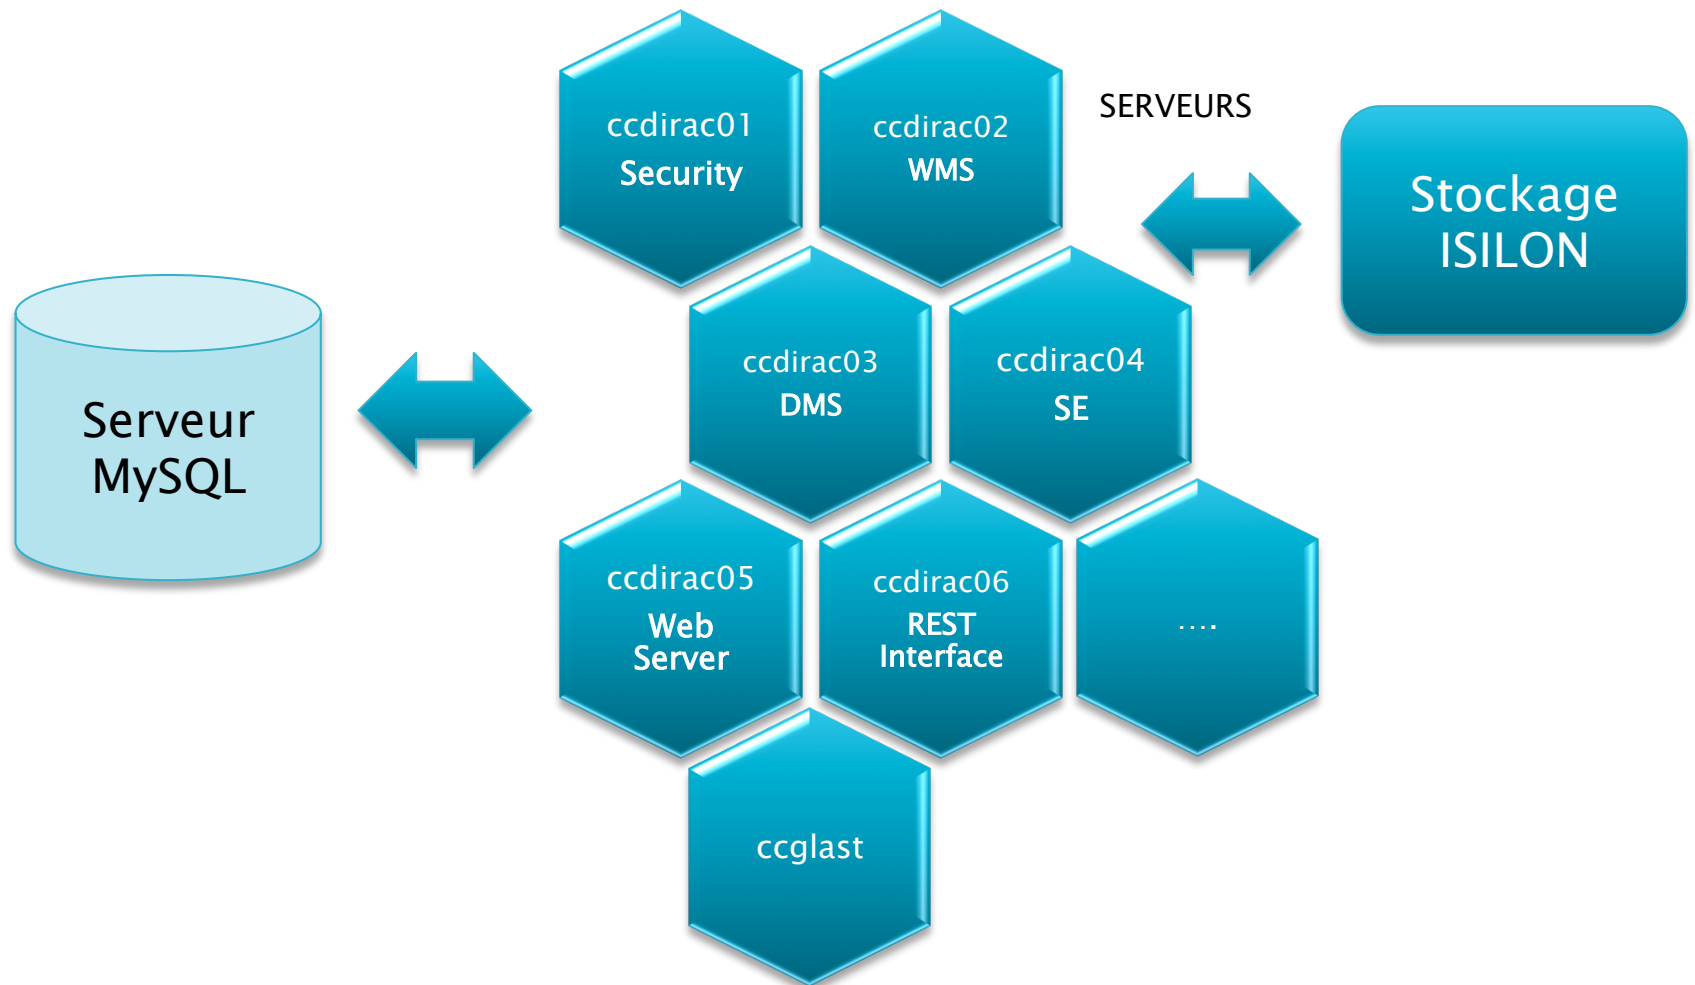 ccdirac01
Security
ccdirac02
WMS
SERVEURS
Stockage
ISILON
Serveur
MySQL
ccdirac03
DMS
ccdirac04
SE
ccdirac05
Web
Server
ccdirac06
REST
Interface
....
ccglast